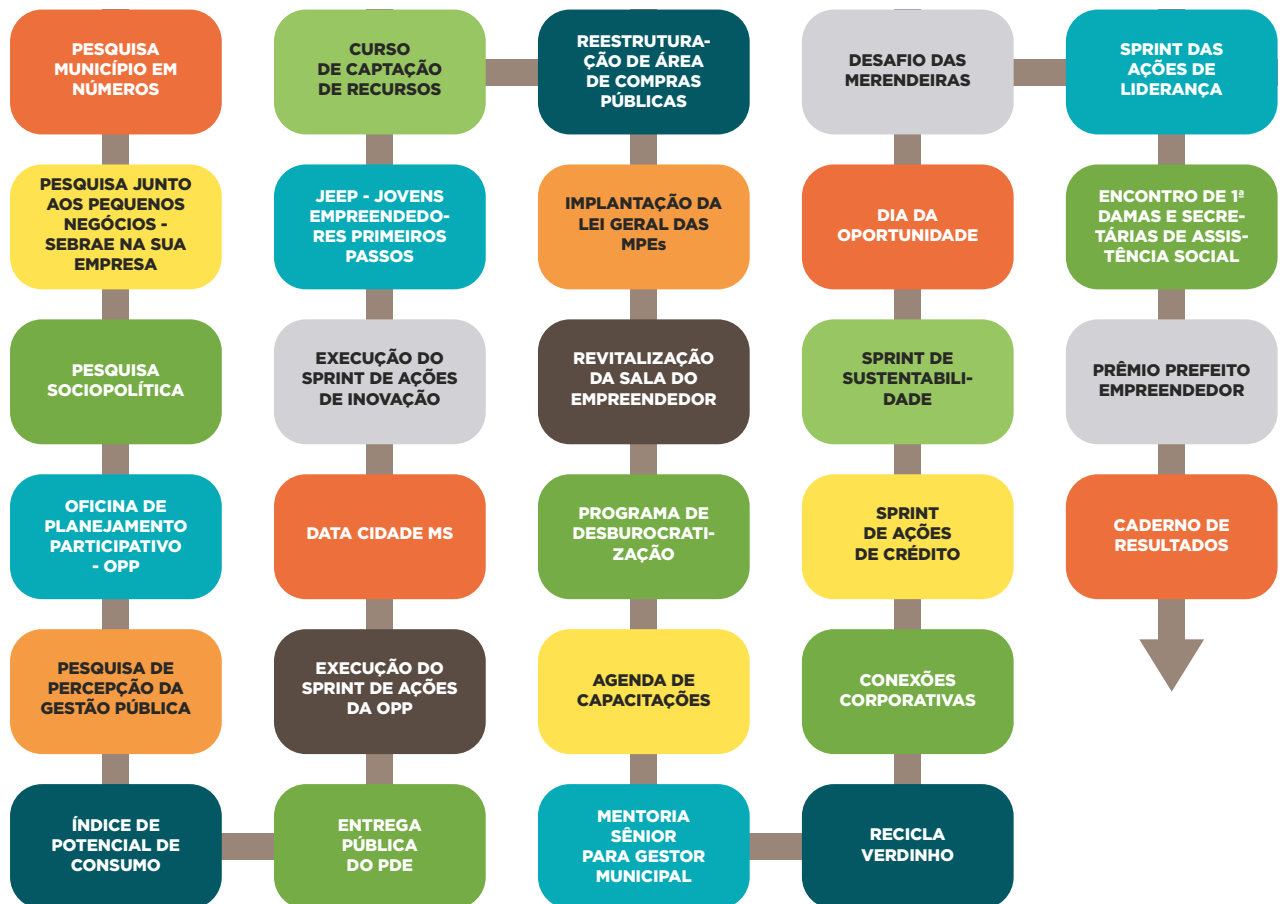 PESQUISA
MUNICÍPIO EM
NÚMEROS
PESQUISA JUNTO
AOS PEQUENOS
NEGÓCIOS -
SEBRAE NA SUA
EMPRESA
PESQUISA
SOCIOPOLÍTICA
OFICINA DE
PLANEJAMENTO
PARTICIPATIVO
- OPP
PESQUISA DE
PERCEPÇÃO DA
GESTÃO PÚBLICA
ÍNDICE DE
POTENCIAL DE
CONSUMO
CURSO
DE CAPTAÇÃO
DE RECURSOS
JEEP - JOVENS
EMPREENDEDO-
RES PRIMEIROS
PASSOS
EXECUÇÃO DO
SPRINT DE AÇÕES
DE INOVAÇÃO
DATA CIDADE MS
EXECUÇÃO DO
SPRINT DE AÇÕES
DA OPP
ENTREGA
PÚBLICA
DO PDE
REESTRUTURA-
ÇÃO DE ÁREA
DE COMPRAS
PÚBLICAS
IMPLANTAÇÃO DA
LEI GERAL DAS
MPEs
REVITALIZAÇÃO
DA SALA DO
EMPREENDEDOR
PROGRAMA DE
DESBUROCRATI-
ZAÇÃO
AGENDA DE
CAPACITAÇÕES
MENTORIA
SÊNIOR
PARA GESTOR
MUNICIPAL
DESAFIO DAS
MERENDEIRAS
DIA DA
OPORTUNIDADE
SPRINT DE
SUSTENTABILI-
DADE
SPRINT
DE AÇÕES
DE CRÉDITO
CONEXÕES
CORPORATIVAS
RECICLA
VERDINHO
SPRINT DAS
AÇÕES DE
LIDERANÇA
ENCONTRO DE 1ª
DAMAS E SECRE-
TÁRIAS DE ASSIS-
TÊNCIA SOCIAL
PRÊMIO PREFEITO
EMPREENDEDOR
CADERNO DE
RESULTADOS